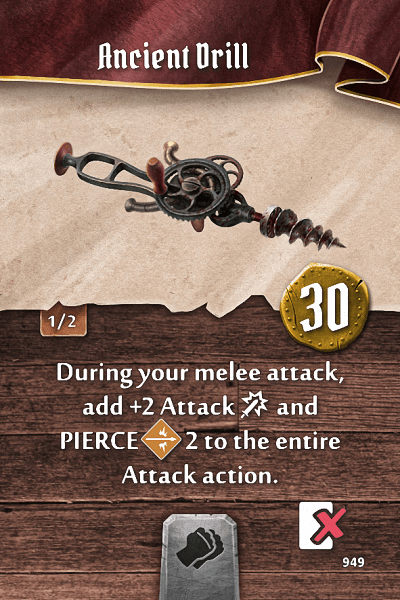 Ancient Drill
1/2
30
During your melee attack,
add +2 Attack and
PIERCE 2 to the entire
Attack action.
949